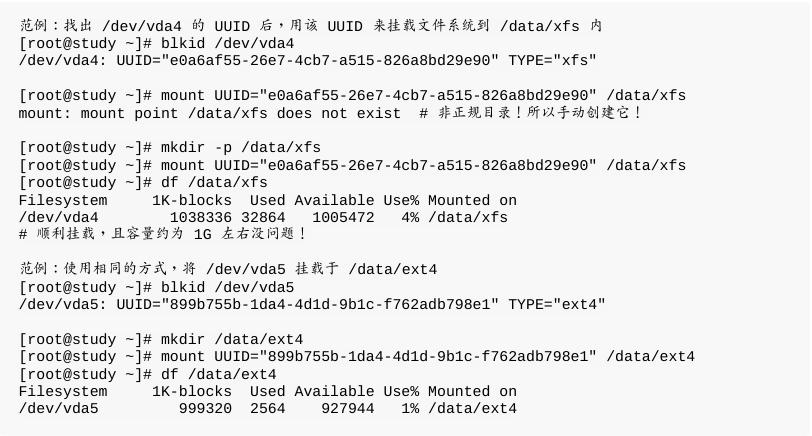 范例：找出 /dev/vda4 的 UUID 后，用该 UUID 来挂载文件系统到 /data/xfs 内
[root@study ~]# blkid /dev/vda4
/dev/vda4: UUID="e0a6af55-26e7-4cb7-a515-826a8bd29e90" TYPE="xfs"

[root@study ~]# mount UUID="e0a6af55-26e7-4cb7-a515-826a8bd29e90" /data/xfs
mount: mount point /data/xfs does not exist  # 非正规目录！所以手动创建它！

[root@study ~]# mkdir -p /data/xfs
[root@study ~]# mount UUID="e0a6af55-26e7-4cb7-a515-826a8bd29e90" /data/xfs
[root@study ~]# df /data/xfs
Filesystem     1K-blocks  Used Available Use% Mounted on
/dev/vda4        1038336 32864   1005472   4% /data/xfs
# 顺利挂载，且容量约为 1G 左右没问题！

范例：使用相同的方式，将 /dev/vda5 挂载于 /data/ext4
[root@study ~]# blkid /dev/vda5
/dev/vda5: UUID="899b755b-1da4-4d1d-9b1c-f762adb798e1" TYPE="ext4"

[root@study ~]# mkdir /data/ext4
[root@study ~]# mount UUID="899b755b-1da4-4d1d-9b1c-f762adb798e1" /data/ext4
[root@study ~]# df /data/ext4
Filesystem     1K-blocks  Used Available Use% Mounted on
/dev/vda5         999320  2564    927944   1% /data/ext4